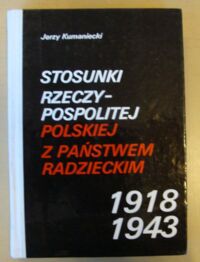 Jerzy Kumaniecki
STOSUNKI
RZECZY-
POSPOLITEJ
POLSKIEJ
Z PAŃSTWEM
RADZIECKIM
1918
1943